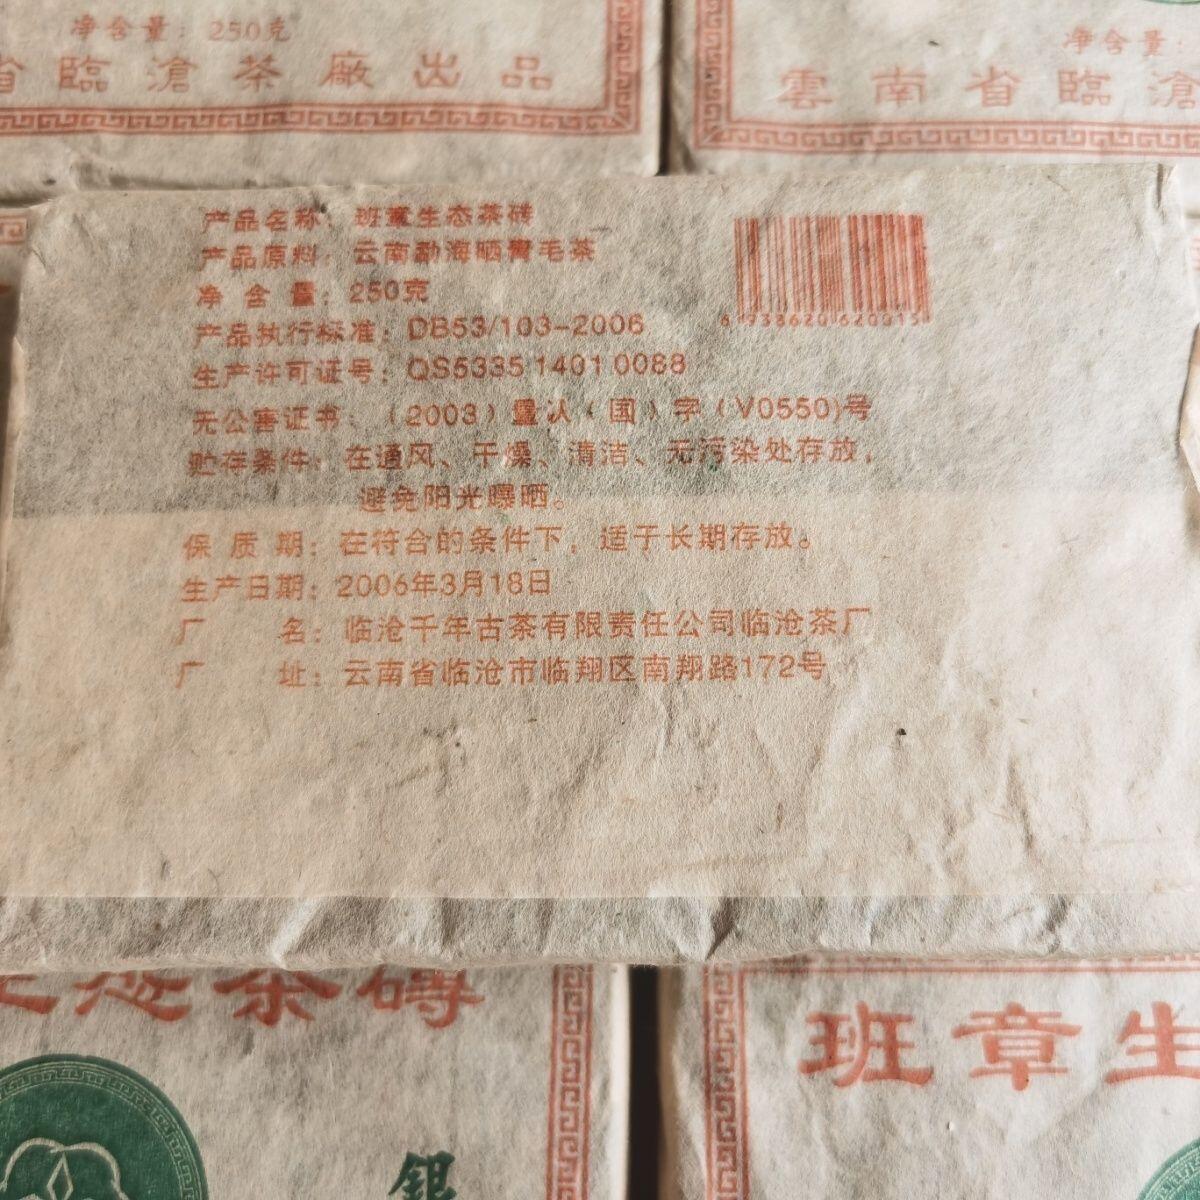 净含量：250克
省臨滄茶廠出品
净含量：
雲南省臨滄
产品名称：班章生态茶砖
产品原料：云南勐海晒青毛茶
净含量：250克
产品执行标准：DB53/103-2006
生产许可证号：QS5335 1401 0088
无公害证书：（2003）量认（国）字（V0550)号
贮存条件：在通风、干燥、清洁、无污染处存放，
避免阳光曝晒。
保质期：在符合的条件下，适于长期存放。
生产日期：2006年3月18日
厂名：临沧千年古茶有限责任公司临沧茶厂
厂址：云南省临沧市临翔区南翔路172号
生态茶磚
银
班章生